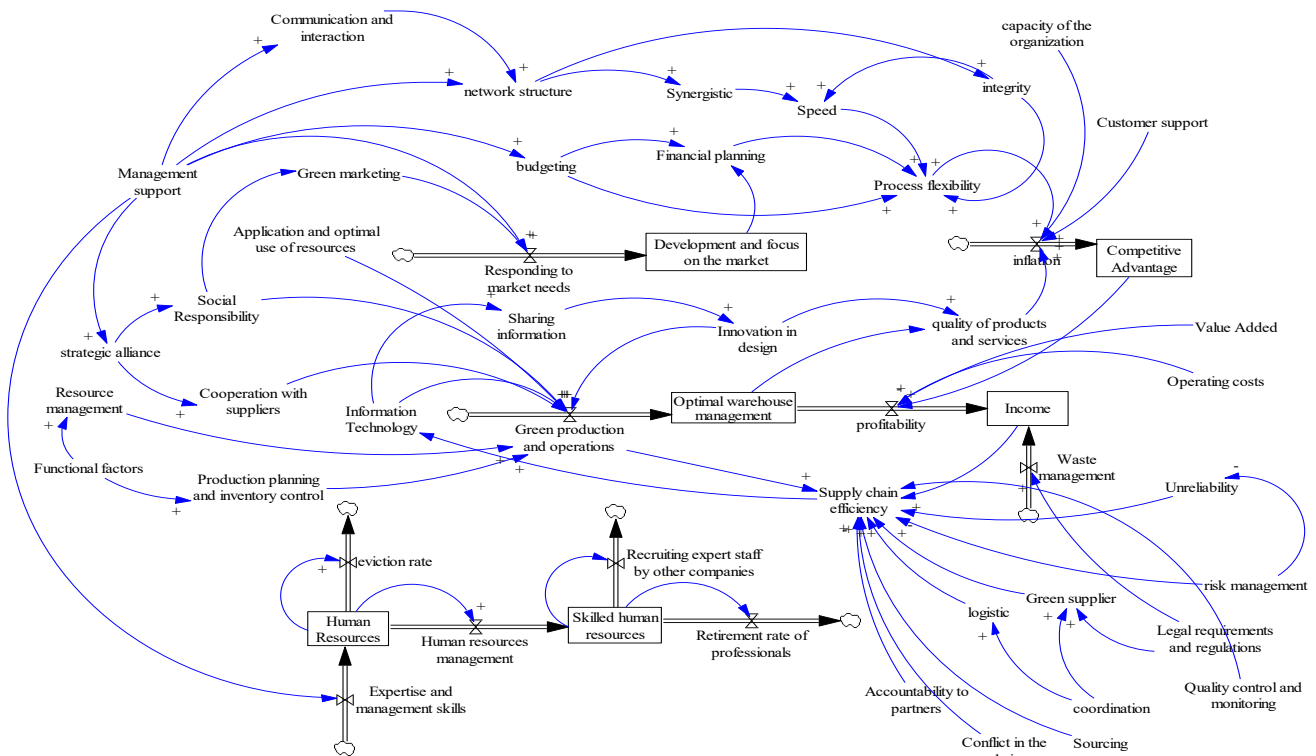 Communication and
interaction
capacity of the
organization
network structure
Synergistic
Speed
integrity
Customer support
Management
support
budgeting
Financial planning
Green marketing
Process flexibility
Application and optimal
use of resources
Development and focus
on the market
Responding to
market needs
inflation
Competitive
Advantage
Social
Responsibility
Sharing
information
Innovation in
design
quality of products
and services
Value Added
strategic alliance
Resource
management
Cooperation with
suppliers
Information
Technology
Optimal warehouse
management
Income
Operating costs
profitability
Green production
and operations
Functional factors
Production planning
and inventory control
Supply chain
efficiency
Waste
management
Unreliability
eviction rate
Recruiting expert staff
by other companies
risk management
Green supplier
logistic
Human
Resources
Skilled human
resources
Human resources
management
Retirement rate of
professionals
Legal requirements
and regulations
Expertise and
management skills
Accountability to
partners
coordination
Quality control and
monitoring
Conflict in the
Sourcing